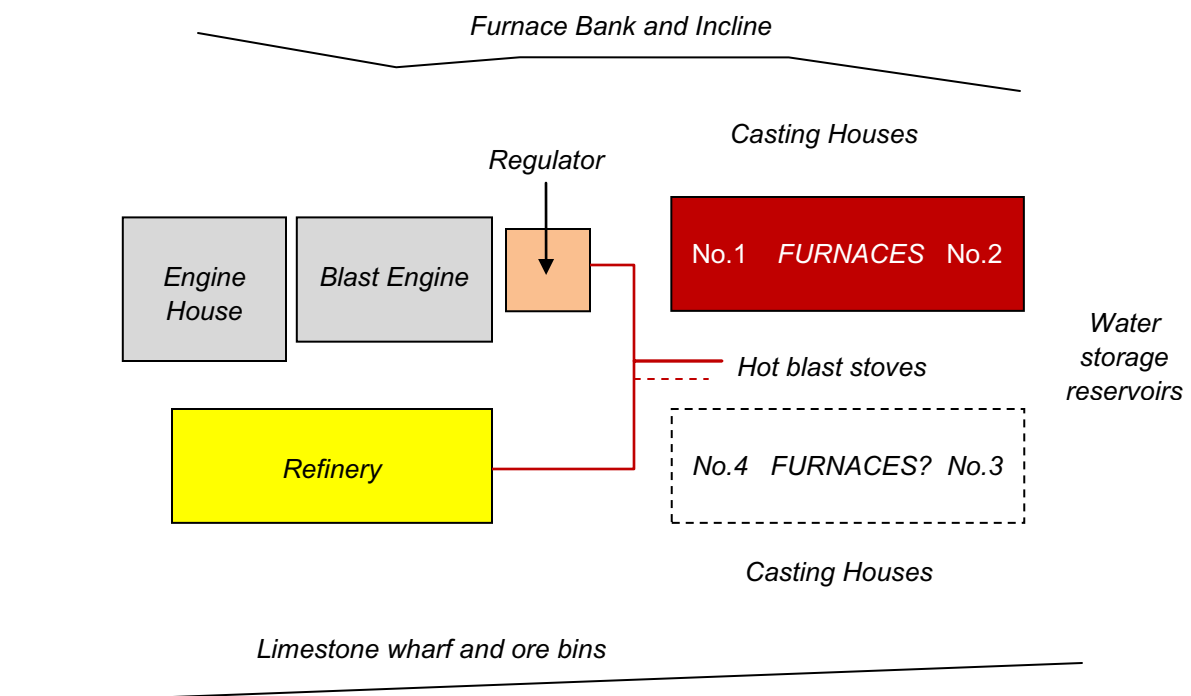 Furnace Bank and Incline
Casting Houses
Regulator
No.1 FURNACES No.2
Engine
House
Blast Engine
Water
storage
reservoirs
Hot blast stoves
Refinery
No.4 FURNACES? No.3
Casting Houses
Limestone wharf and ore bins